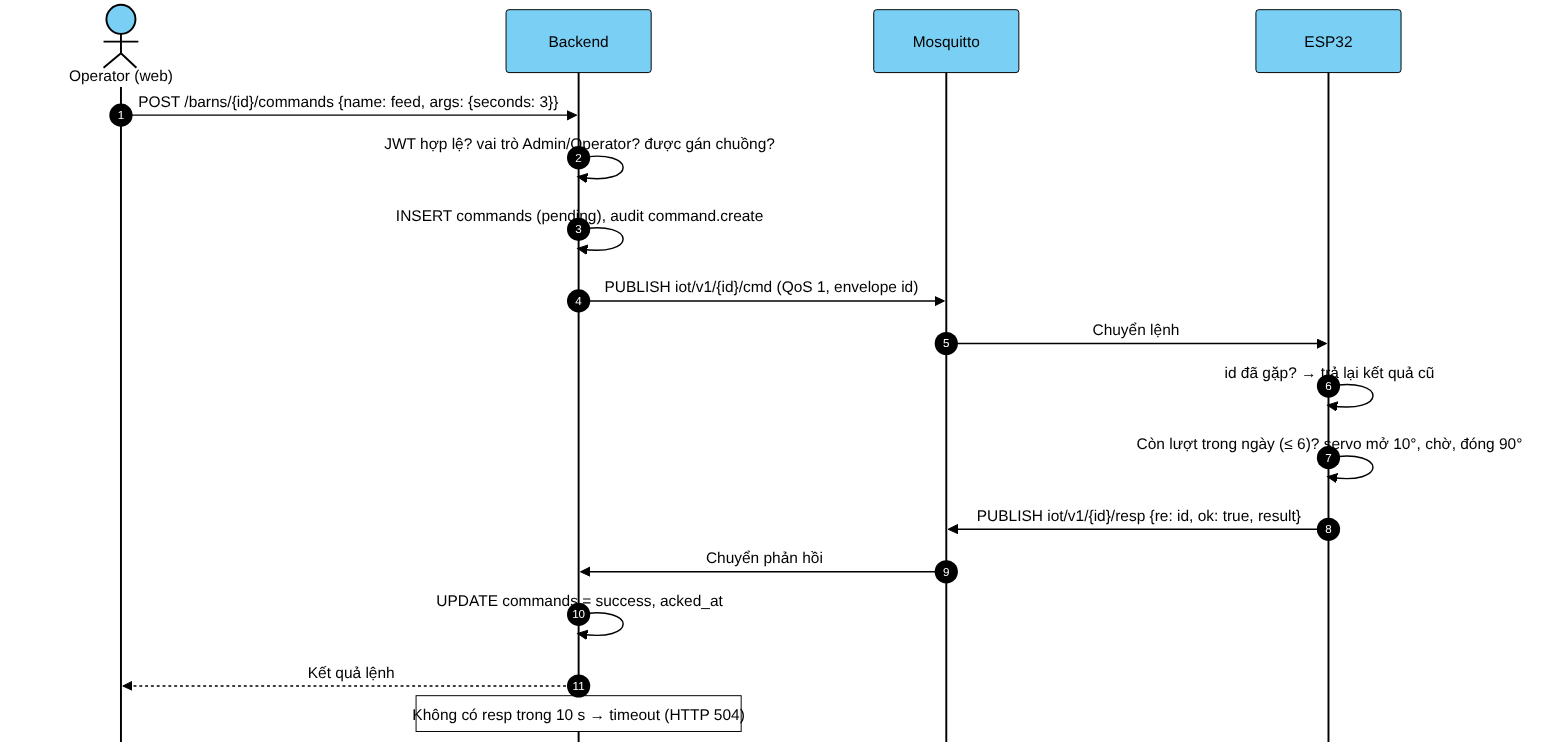 Operator (web)
Backend
Mosquitto
ESP32
POST /barns/{id}/commands {name: feed, args: {seconds: 3}}
1
JWT hợp lệ? vai trò Admin/Operator? được gán chuồng?
2
INSERT commands (pending), audit command.create
3
PUBLISH iot/v1/{id}/cmd (QoS 1, envelope id)
4
Chuyển lệnh
5
id đã gặp? → trả lại kết quả cũ
6
Còn lượt trong ngày (≤ 6)? servo mở 10°, chờ, đóng 90°
7
PUBLISH iot/v1/{id}/resp {re: id, ok: true, result}
8
Chuyển phản hồi
9
UPDATE commands = success, acked_at
10
Kết quả lệnh
11
Không có resp trong 10 s → timeout (HTTP 504)